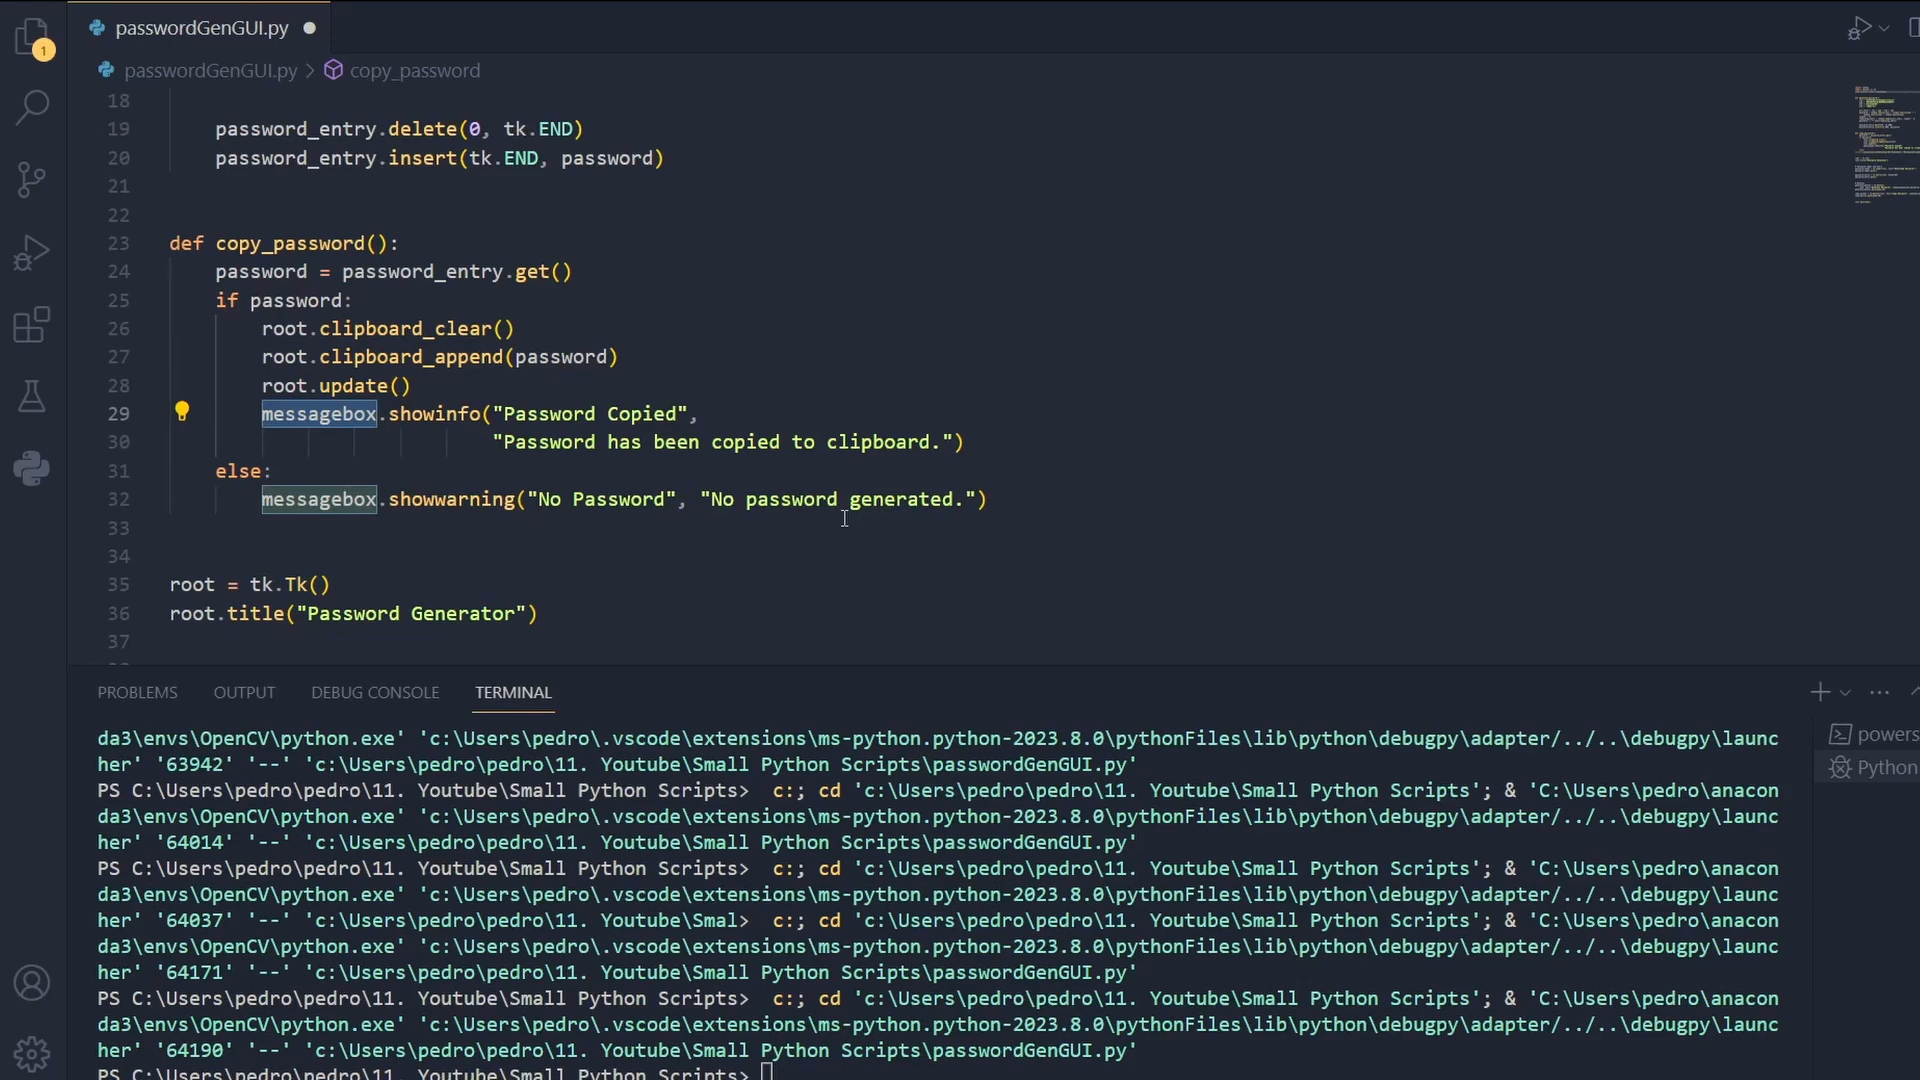 passwordGenGUI.py
1
passwordGenGUI.py > copy_password
18
19 password_entry.delete(0, tk.END)
20 password_entry.insert(tk.END, password)
21
22
23 def copy_password():
24 password = password_entry.get()
25 if password:
26 root.clipboard_clear()
27 root.clipboard_append(password)
28 root.update()
29 messagebox.showinfo("Password Copied",
30 "Password has been copied to clipboard.")
31 else:
32 messagebox.showwarning("No Password", "No password generated.")
33
34
35 root = tk.Tk()
36 root.title("Password Generator")
37
PROBLEMS OUTPUT DEBUG CONSOLE TERMINAL
da3\envs\OpenCV\python.exe' 'c:\Users\pedro\.vscode\extensions\ms-python.python-2023.8.0\pythonFiles\lib\python\debugpy\adapter/../..\debugpy\launc
her' '63942' '--' 'c:\Users\pedro\pedro\11. Youtube\Small Python Scripts\passwordGenGUI.py'
PS C:\Users\pedro\pedro\11. Youtube\Small Python Scripts> c:; cd 'c:\Users\pedro\pedro\11. Youtube\Small Python Scripts'; & 'C:\Users\pedro\anacon
da3\envs\OpenCV\python.exe' 'c:\Users\pedro\.vscode\extensions\ms-python.python-2023.8.0\pythonFiles\lib\python\debugpy\adapter/../..\debugpy\launc
her' '64014' '--' 'c:\Users\pedro\pedro\11. Youtube\Small Python Scripts\passwordGenGUI.py'
PS C:\Users\pedro\pedro\11. Youtube\Small Python Scripts> c:; cd 'c:\Users\pedro\pedro\11. Youtube\Small Python Scripts'; & 'C:\Users\pedro\anacon
da3\envs\OpenCV\python.exe' 'c:\Users\pedro\.vscode\extensions\ms-python.python-2023.8.0\pythonFiles\lib\python\debugpy\adapter/../..\debugpy\launc
her' '64037' '--' 'c:\Users\pedro\pedro\11. Youtube\Smal> c:; cd 'c:\Users\pedro\pedro\11. Youtube\Small Python Scripts'; & 'C:\Users\pedro\anacon
da3\envs\OpenCV\python.exe' 'c:\Users\pedro\.vscode\extensions\ms-python.python-2023.8.0\pythonFiles\lib\python\debugpy\adapter/../..\debugpy\launc
her' '64171' '--' 'c:\Users\pedro\pedro\11. Youtube\Small Python Scripts\passwordGenGUI.py'
PS C:\Users\pedro\pedro\11. Youtube\Small Python Scripts> c:; cd 'c:\Users\pedro\pedro\11. Youtube\Small Python Scripts'; & 'C:\Users\pedro\anacon
da3\envs\OpenCV\python.exe' 'c:\Users\pedro\.vscode\extensions\ms-python.python-2023.8.0\pythonFiles\lib\python\debugpy\adapter/../..\debugpy\launc
her' '64190' '--' 'c:\Users\pedro\pedro\11. Youtube\Small Python Scripts\passwordGenGUI.py'
PS C:\Users\pedro\pedro\11. Youtube\Small Python Scripts>
powers
Python